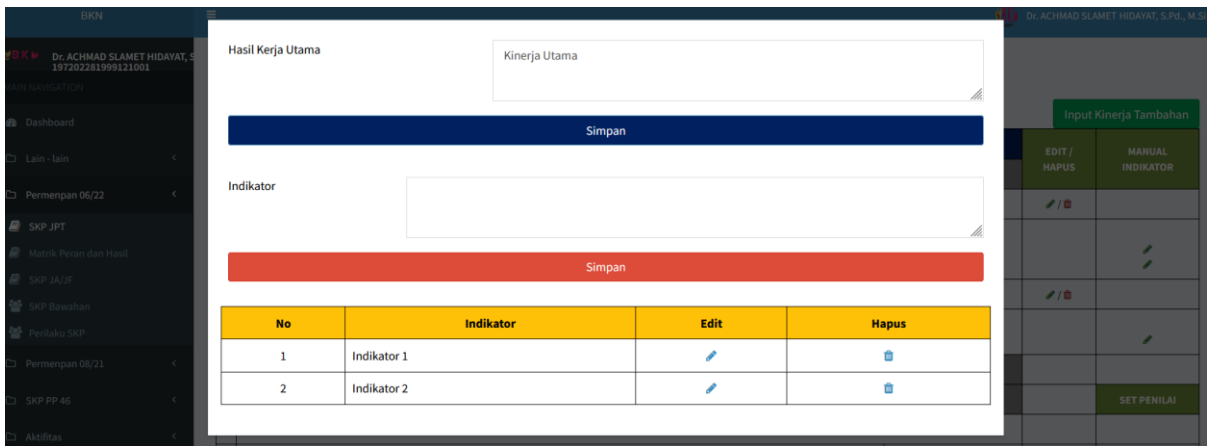 BKN
Dr. ACHMAD SLAMET HIDAYAT, S.Pd., M.Si
BKN
Dr. ACHMAD SLAMET HIDAYAT, S
197202281999121001
MAIN NAVIGATION
Dashboard
Lain - lain
Permenpan 06/22
SKP JPT
Matrik Peran dan Hasil
SKP JA/JF
SKP Bawahan
Perilaku SKP
Permenpan 08/21
SKP PP 46
Aktifitas
Hasil Kerja Utama
Kinerja Utama
Simpan
Indikator
Simpan
No Indikator Edit Hapus
1 Indikator 1
2 Indikator 2
Input Kinerja Tambahan
EDIT / HAPUS
MANUAL INDIKATOR
/
/
SET PENILAI